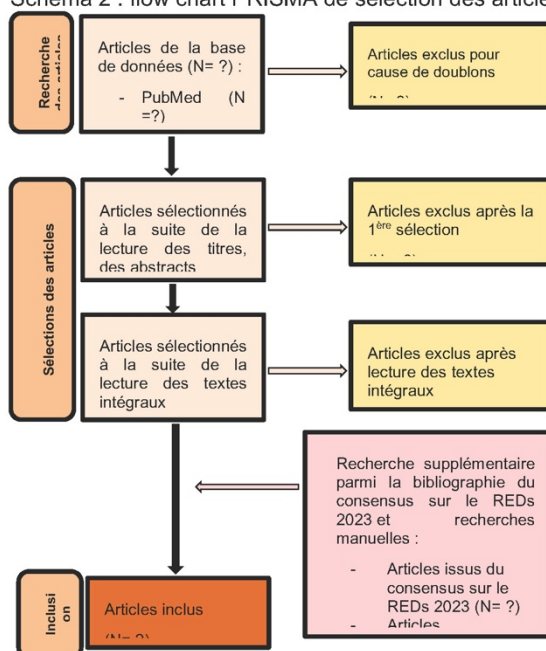 Schéma 2 : flow chart PRISMA de sélection des article
Recherche
Articles de la base
de données (N= ?) :
- PubMed (N
=?)
Articles exclus pour
cause de doublons
Sélections des articles
Articles sélectionnés
à la suite de la
lecture des titres,
des abstracts
Articles exclus après la
1ère sélection
Articles sélectionnés
à la suite de la
lecture des textes
intégraux
Articles exclus après
lecture des textes
intégraux
Recherche supplémentaire
parmi la bibliographie du
consensus sur le REDs
2023 et recherches
manuelles :
- Articles issus du
consensus sur le
REDs 2023 (N= ?)
- Articles
Inclusi
on
Articles inclus